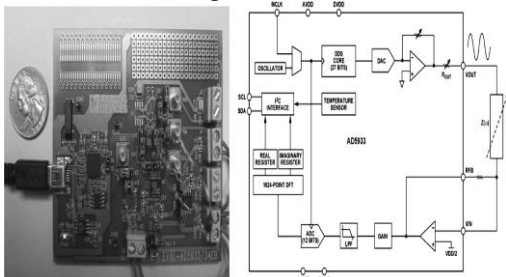 MCLK AVDD DVDD
OSCILLATOR
DDS
CORE
(27 BITS)
DAC
ROUT
VOUT
SCL
SDA
I²C
INTERFACE
TEMPERATURE
SENSOR
Z(ω)
AD5933
REAL
REGISTER
IMAGINARY
REGISTER
RFB
1024-POINT DFT
ADC
(12 BITS)
LPF
GAIN
VIN
VDD/2